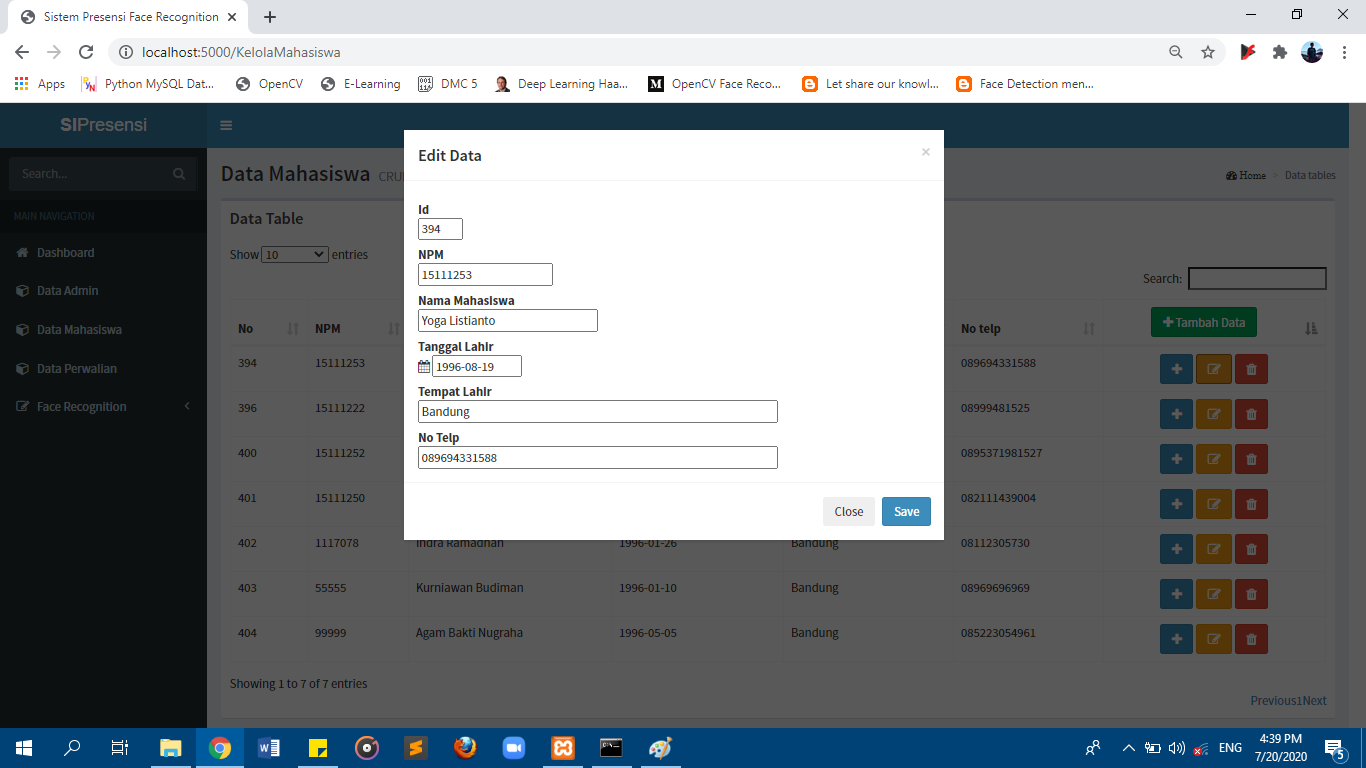 Sistem Presensi Face Recognition
localhost:5000/KelolaMahasiswa
Apps Python MySQL Dat... OpenCV E-Learning DMC 5 Deep Learning Haa... OpenCV Face Reco... Let share our knowl... Face Detection men...
SIPresensi
Search...
MAIN NAVIGATION
Dashboard
Data Admin
Data Mahasiswa
Data Perwalian
Face Recognition
Data Mahasiswa CRU
Home > Data tables
Data Table
Show 10 entries
Search:
No NPM No telp Tambah Data
394 15111253 089694331588
396 15111222 08999481525
400 15111252 0895371981527
401 15111250 082111439004
402 1117078 Indra Ramadhan 1996-01-26 Bandung 08112305730
403 55555 Kurniawan Budiman 1996-01-10 Bandung 08969696969
404 99999 Agam Bakti Nugraha 1996-05-05 Bandung 085223054961
Showing 1 to 7 of 7 entries
Previous1Next
Edit Data ×
Id
394
NPM
15111253
Nama Mahasiswa
Yoga Listianto
Tanggal Lahir
1996-08-19
Tempat Lahir
Bandung
No Telp
089694331588
Close Save
ENG
4:39 PM
7/20/2020
5